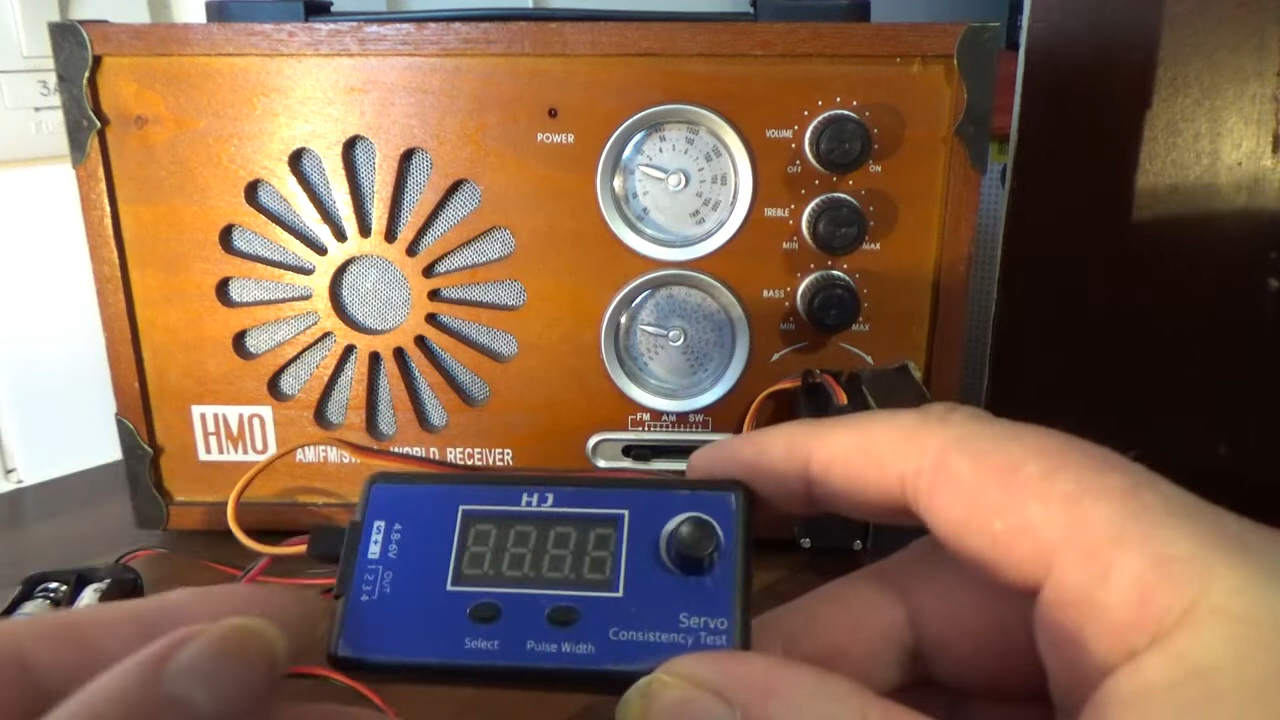 POWER
VOLUME
OFF ON
TREBLE
MIN MAX
BASS
MIN MAX
FM AM SW
HMO
AM/FM/SW WORLD RECEIVER
HJ
4.8-6V
S + -
OUT
1 2 3 4
Select
Pulse Width
Servo
Consistency Test